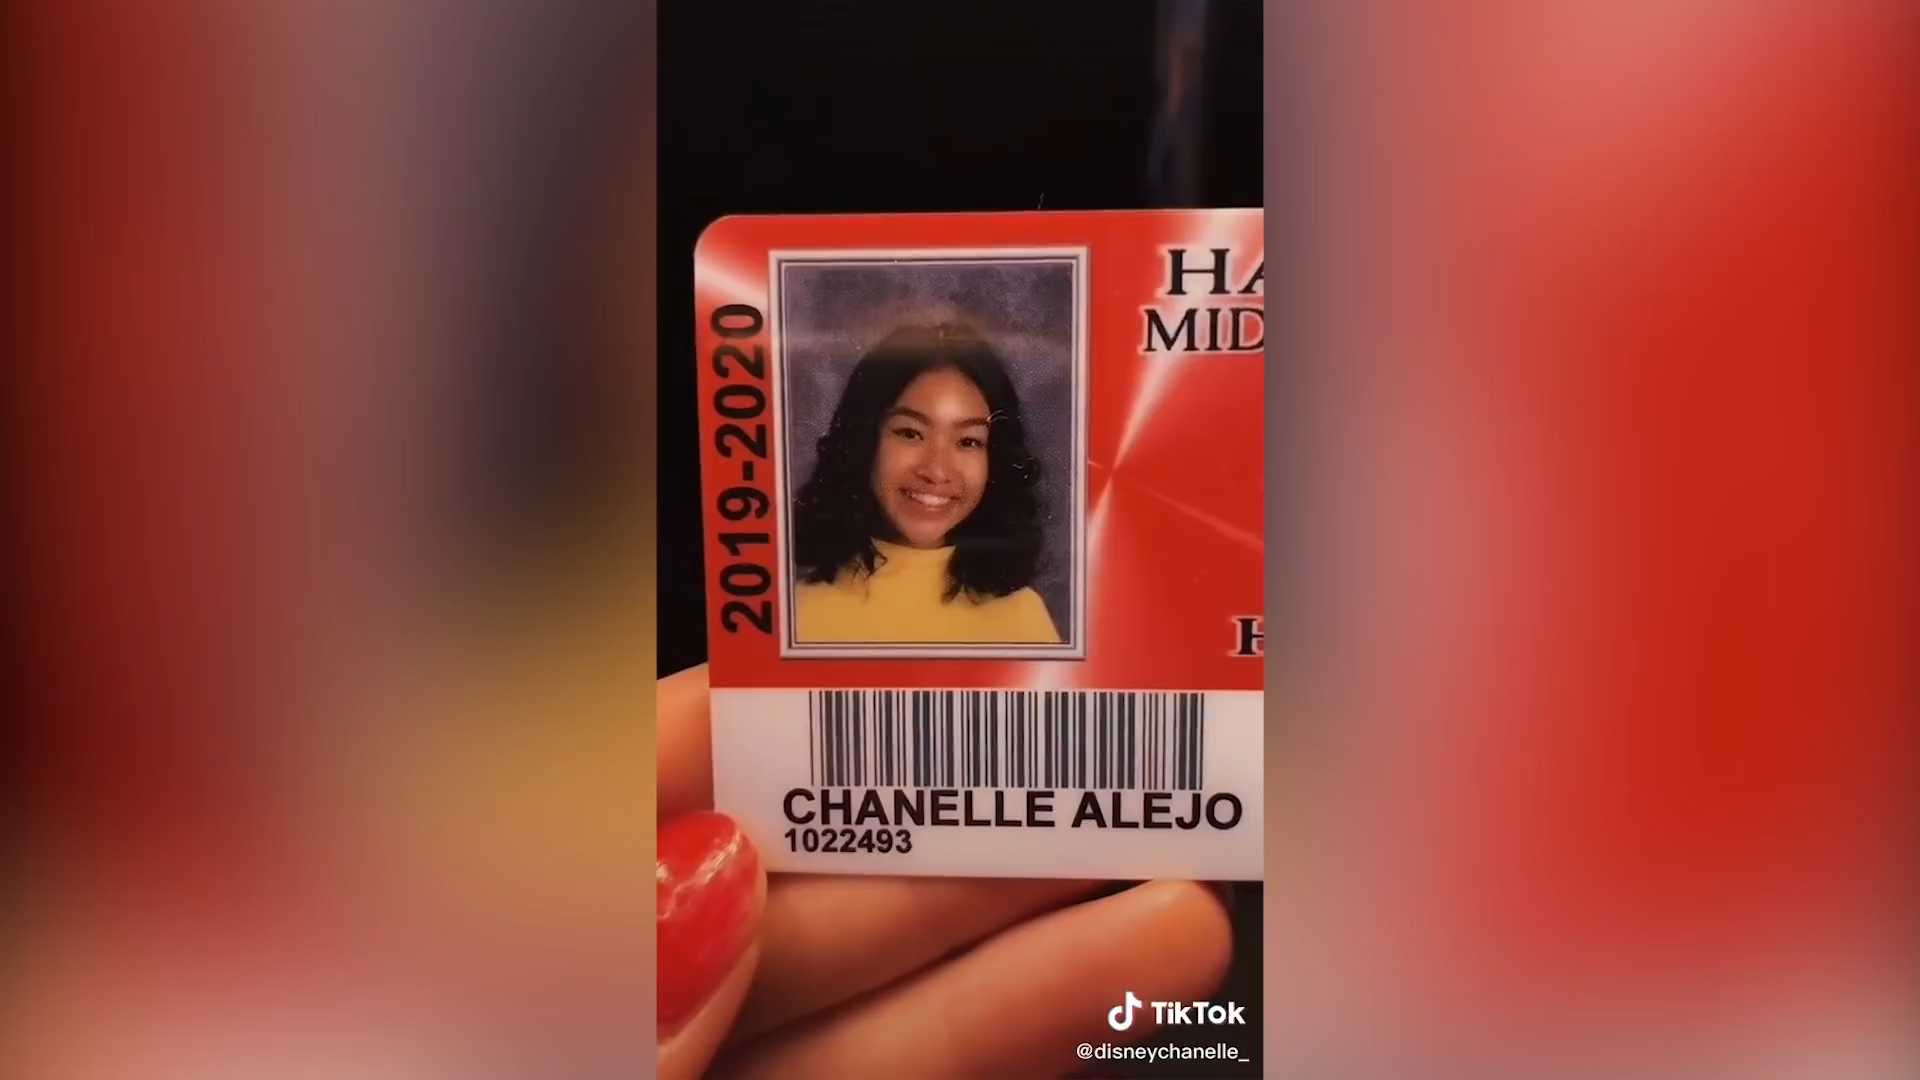 2019-2020
HA
MID
H
CHANELLE ALEJO
1022493
TikTok
@disneychanelle_